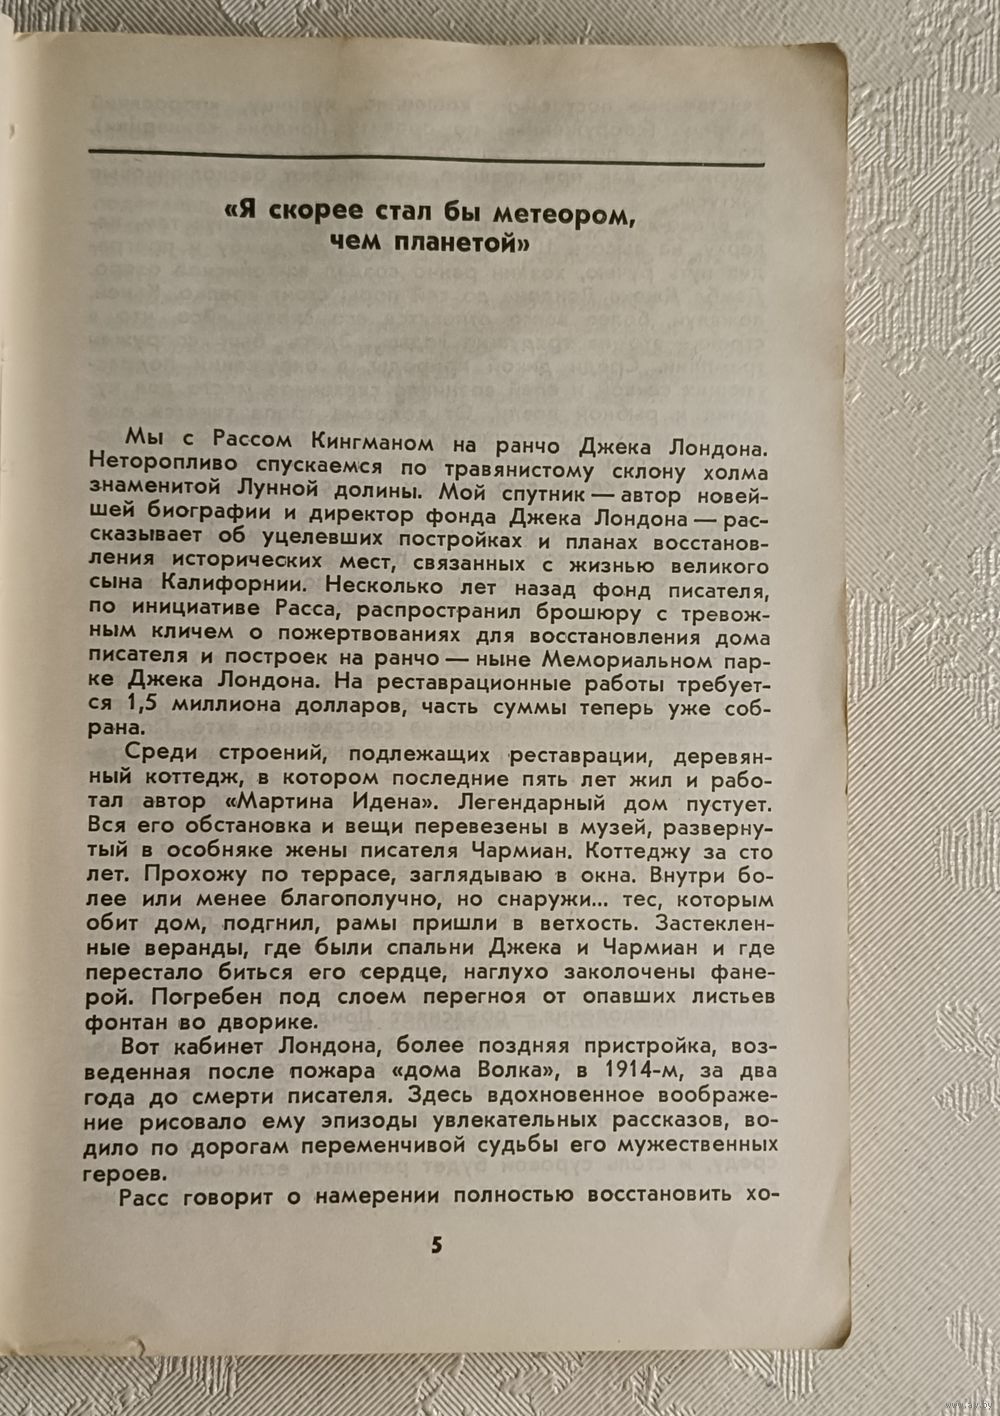 «Я скорее стал бы метеором,
чем планетой»
Мы с Рассом Кингманом на ранчо Джека Лондона.
Неторопливо спускаемся по травянистому склону холма
знаменитой Лунной долины. Мой спутник — автор новей-
шей биографии и директор фонда Джека Лондона — рас-
сказывает об уцелевших постройках и планах восстанов-
ления исторических мест, связанных с жизнью великого
сына Калифорнии. Несколько лет назад фонд писателя,
по инициативе Расса, распространил брошюру с тревож-
ным кличем о пожертвованиях для восстановления дома
писателя и построек на ранчо — ныне Мемориальном пар-
ке Джека Лондона. На реставрационные работы требует-
ся 1,5 миллиона долларов, часть суммы теперь уже соб-
рана.
Среди строений, подлежащих реставрации, деревян-
ный коттедж, в котором последние пять лет жил и рабо-
тал автор «Мартина Идена». Легендарный дом пустует.
Вся его обстановка и вещи перевезены в музей, разверну-
тый в особняке жены писателя Чармиан. Коттеджу за сто
лет. Прохожу по террасе, заглядываю в окна. Внутри бо-
лее или менее благополучно, но снаружи... тес, которым
обит дом, подгнил, рамы пришли в ветхость. Застеклен-
ные веранды, где были спальни Джека и Чармиан и где
перестало биться его сердце, наглухо заколочены фане-
рой. Погребен под слоем перегноя от опавших листьев
фонтан во дворике.
Вот кабинет Лондона, более поздняя пристройка, воз-
веденная после пожара «дома Волка», в 1914-м, за два
года до смерти писателя. Здесь вдохновенное воображе-
ние рисовало ему эпизоды увлекательных рассказов, во-
дило по дорогам переменчивой судьбы его мужественных
героев.
Расс говорит о намерении полностью восстановить хо-
5
www.ay.by